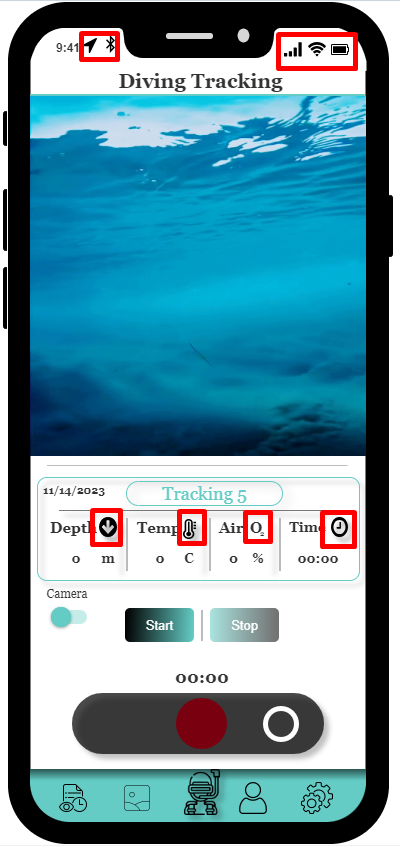 9:41
Diving Tracking
11/14/2023
Tracking 5
Depth Temp Air O₂ Time
0 m 0 C 0 % 00:00
Camera
Start Stop
00:00